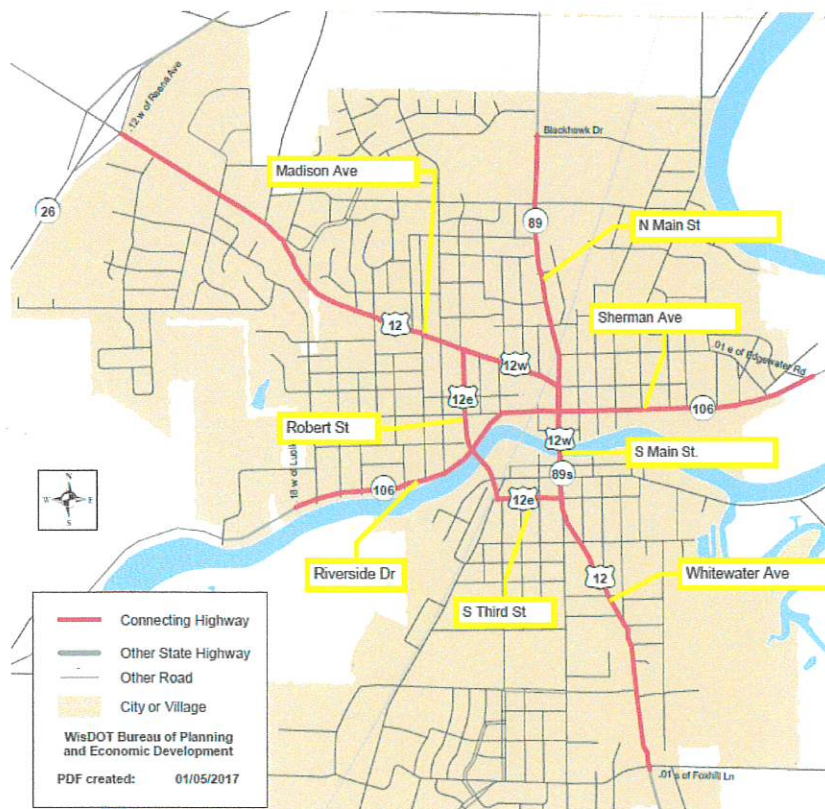 .12 w of Reena Ave
Blackhawk Dr
Madison Ave
26
89
N Main St
Sherman Ave
12
.01 e of Edgewater Rd
12w
12e
106
Robert St
12w
S Main St.
18 w of
89s
N
W E
S
106
12e
Riverside Dr
12
Whitewater Ave
S Third St
Connecting Highway
Other State Highway
Other Road
City or Village
WisDOT Bureau of Planning
and Economic Development
PDF created: 01/05/2017
.01 s of Foxhill Ln